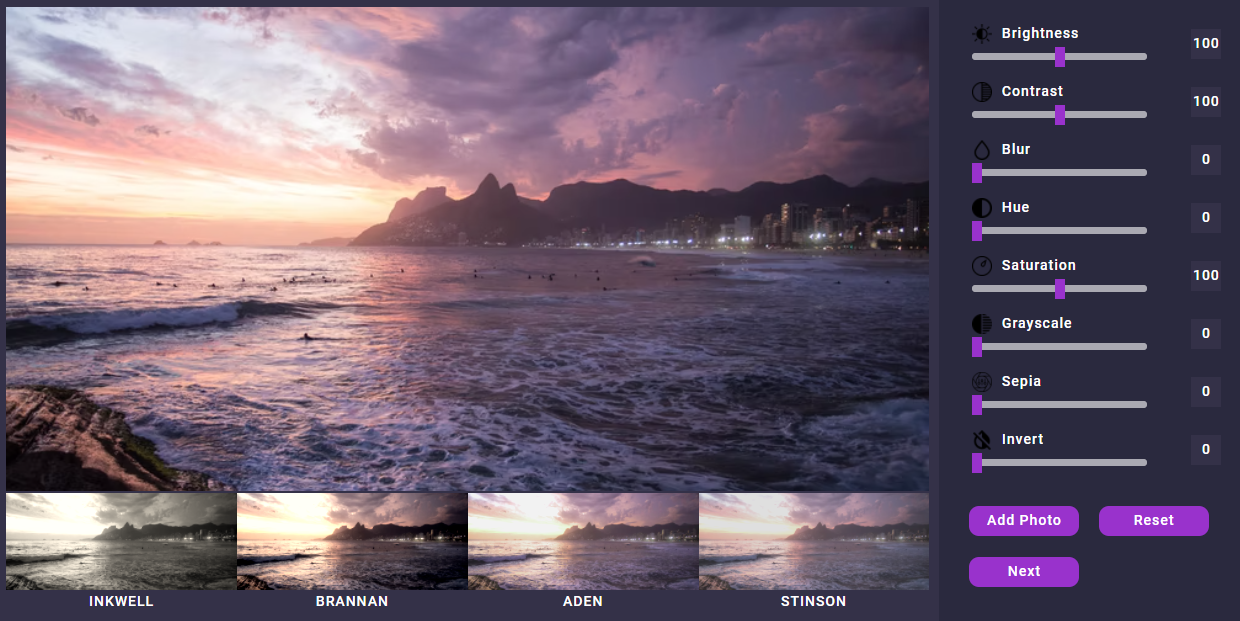 Brightness
100
Contrast
100
Blur
0
Hue
0
Saturation
100
Grayscale
0
Sepia
0
Invert
0
Add Photo
Reset
Next
INKWELL
BRANNAN
ADEN
STINSON